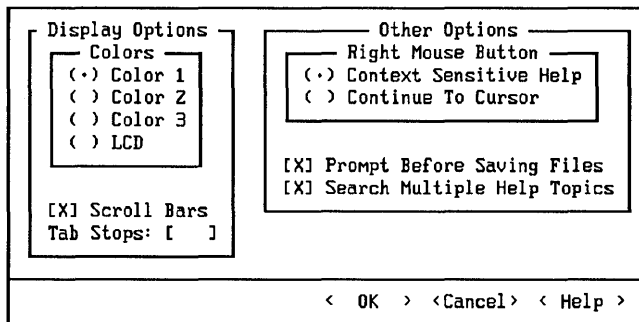 Display Options
Colors
(·) Color 1
( ) Color 2
( ) Color 3
( ) LCD
[X] Scroll Bars
Tab Stops: [   ]
Other Options
Right Mouse Button
(·) Context Sensitive Help
( ) Continue To Cursor
[X] Prompt Before Saving Files
[X] Search Multiple Help Topics
<  OK  > <Cancel> < Help >